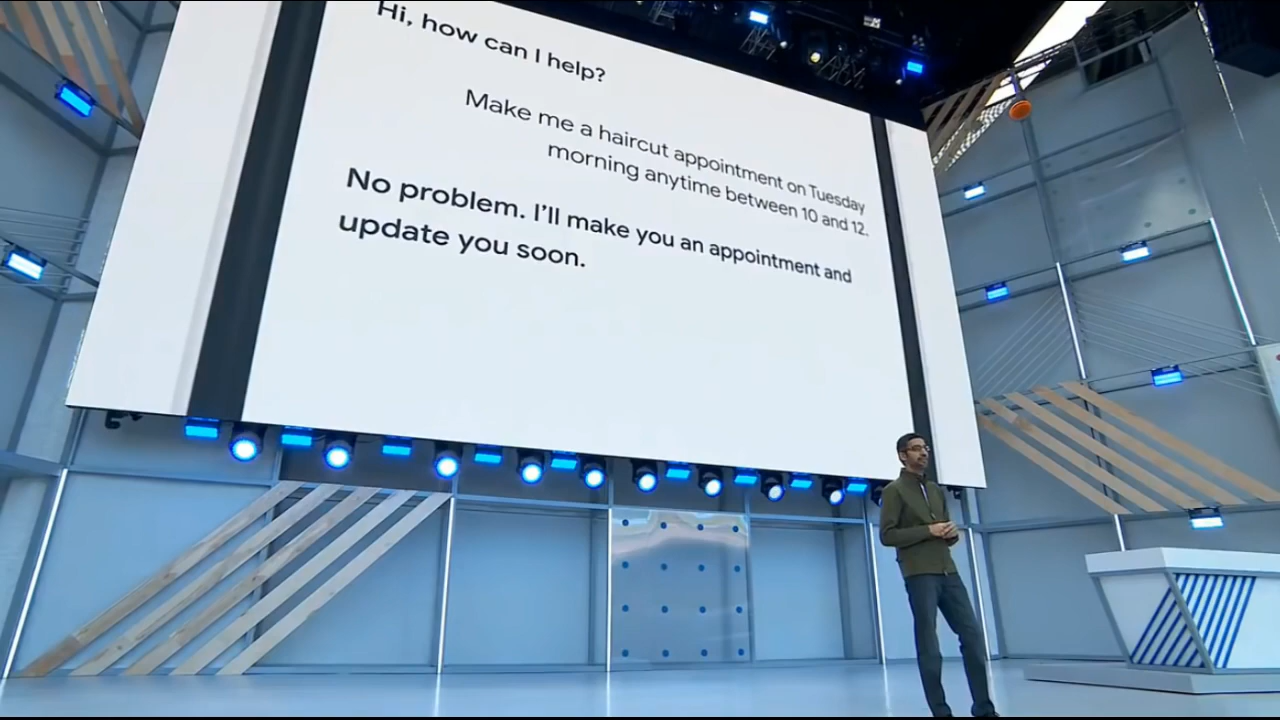 Hi, how can I help?
Make me a haircut appointment on Tuesday
morning anytime between 10 and 12.
No problem. I'll make you an appointment and
update you soon.